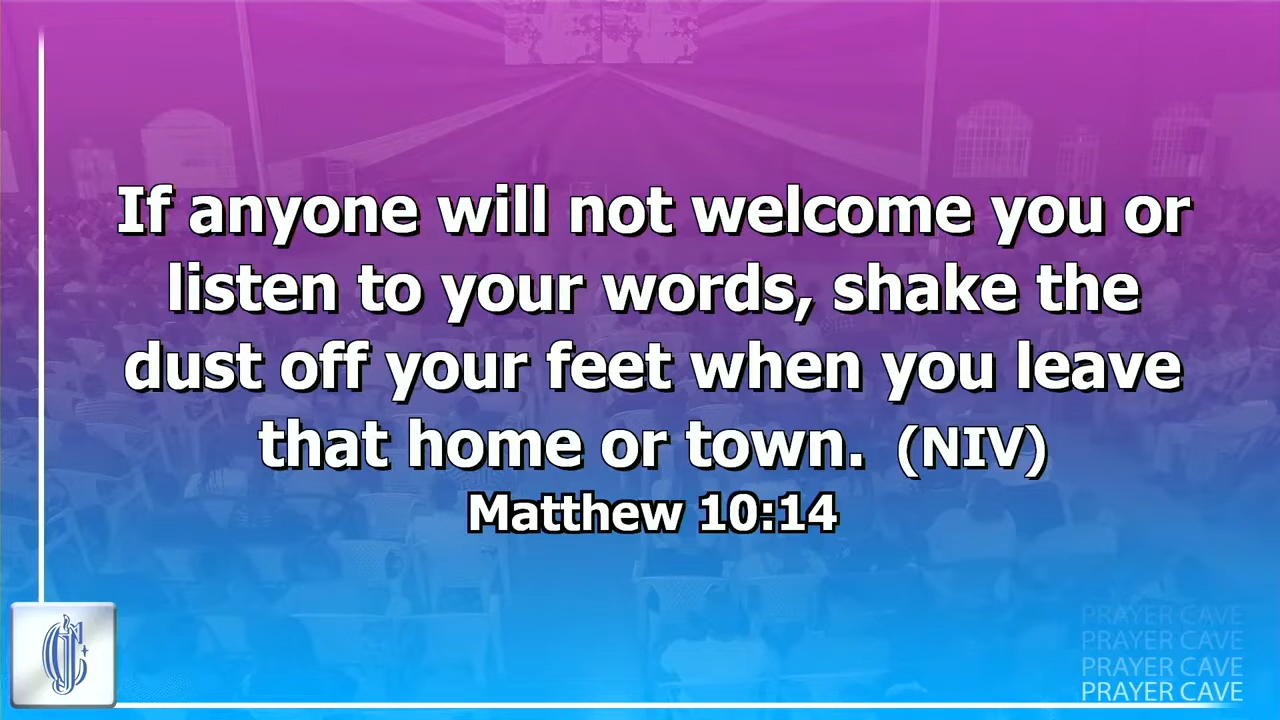 If anyone will not welcome you or
listen to your words, shake the
dust off your feet when you leave
that home or town. (NIV)
Matthew 10:14
PRAYER CAVE
PRAYER CAVE
PRAYER CAVE
PRAYER CAVE